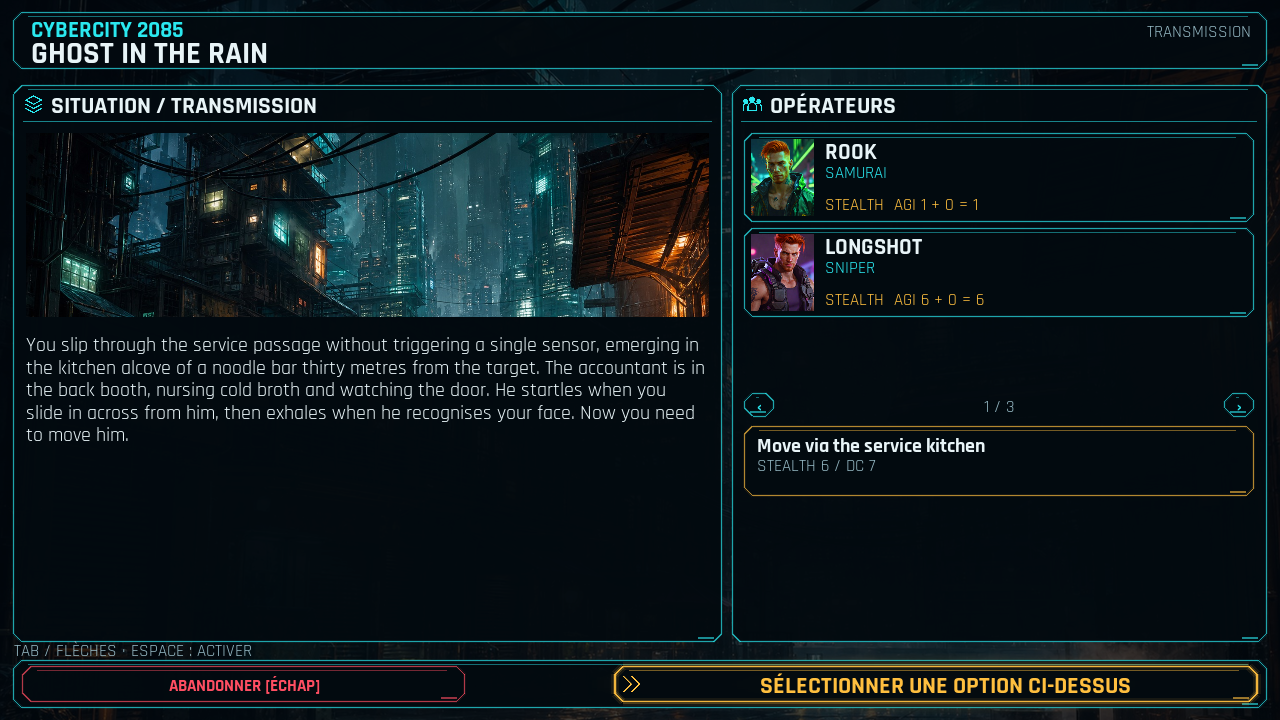 CYBERCITY 2085
GHOST IN THE RAIN
TRANSMISSION
SITUATION / TRANSMISSION
You slip through the service passage without triggering a single sensor, emerging in
the kitchen alcove of a noodle bar thirty metres from the target. The accountant is in
the back booth, nursing cold broth and watching the door. He startles when you
slide in across from him, then exhales when he recognises your face. Now you need
to move him.
OPÉRATEURS
ROOK
SAMURAI
STEALTH AGI 1 + 0 = 1
LONGSHOT
SNIPER
STEALTH AGI 6 + 0 = 6
‹ 1 / 3 ›
Move via the service kitchen
STEALTH 6 / DC 7
TAB / FLÈCHES · ESPACE : ACTIVER
ABANDONNER [ÉCHAP]
SÉLECTIONNER UNE OPTION CI-DESSUS